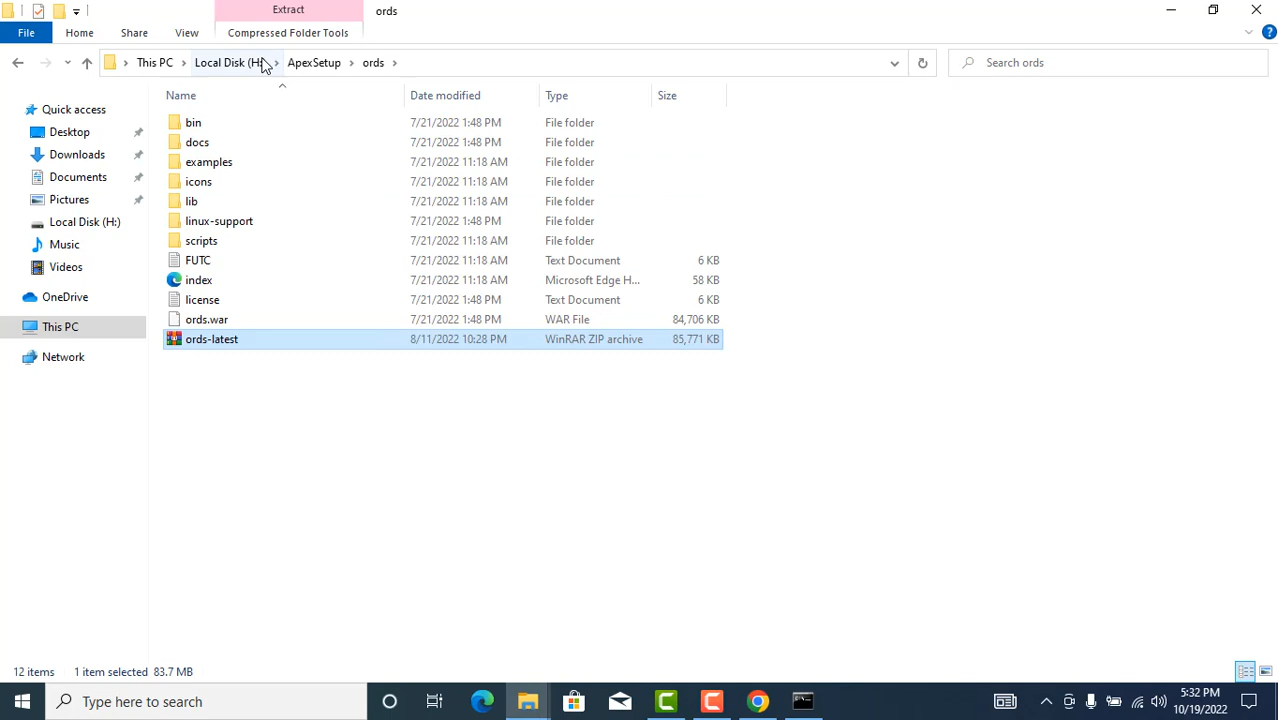 Extract
ords
File
Home
Share
View
Compressed Folder Tools
This PC
Local Disk (H:)
ApexSetup
ords
Search ords
Name
Date modified
Type
Size
Quick access
Desktop
Downloads
Documents
Pictures
Local Disk (H:)
Music
Videos
OneDrive
This PC
Network
bin 7/21/2022 1:48 PM File folder
docs 7/21/2022 1:48 PM File folder
examples 7/21/2022 11:18 AM File folder
icons 7/21/2022 11:18 AM File folder
lib 7/21/2022 11:18 AM File folder
linux-support 7/21/2022 1:48 PM File folder
scripts 7/21/2022 11:18 AM File folder
FUTC 7/21/2022 11:18 AM Text Document 6 KB
index 7/21/2022 11:18 AM Microsoft Edge H... 58 KB
license 7/21/2022 1:48 PM Text Document 6 KB
ords.war 7/21/2022 1:48 PM WAR File 84,706 KB
ords-latest 8/11/2022 10:28 PM WinRAR ZIP archive 85,771 KB
12 items 1 item selected 83.7 MB
Type here to search
5:32 PM
10/19/2022